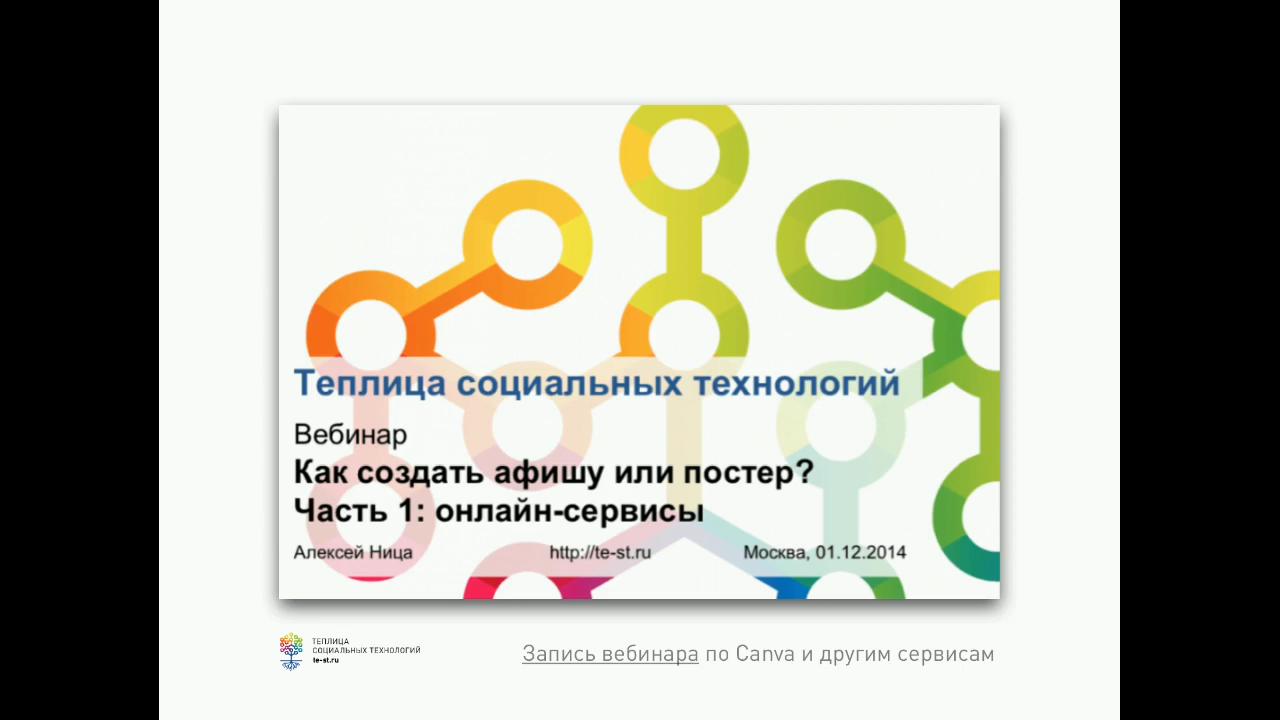 Теплица социальных технологий
Вебинар
Как создать афишу или постер?
Часть 1: онлайн-сервисы
Алексей Ница http://te-st.ru Москва, 01.12.2014
ТЕПЛИЦА
СОЦИАЛЬНЫХ ТЕХНОЛОГИЙ
te-st.ru
Запись вебинара по Canva и другим сервисам